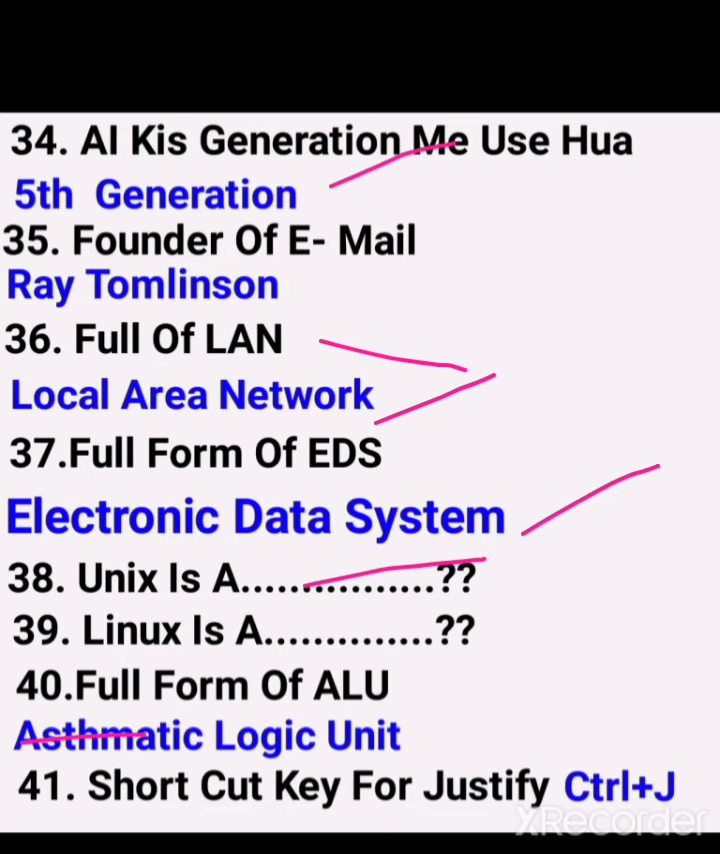 34. AI Kis Generation Me Use Hua
5th Generation
35. Founder Of E- Mail
Ray Tomlinson
36. Full Of LAN
Local Area Network
37.Full Form Of EDS
Electronic Data System
38. Unix Is A................??
39. Linux Is A..............??
40.Full Form Of ALU
Asthmatic Logic Unit
41. Short Cut Key For Justify Ctrl+J
XRecorder